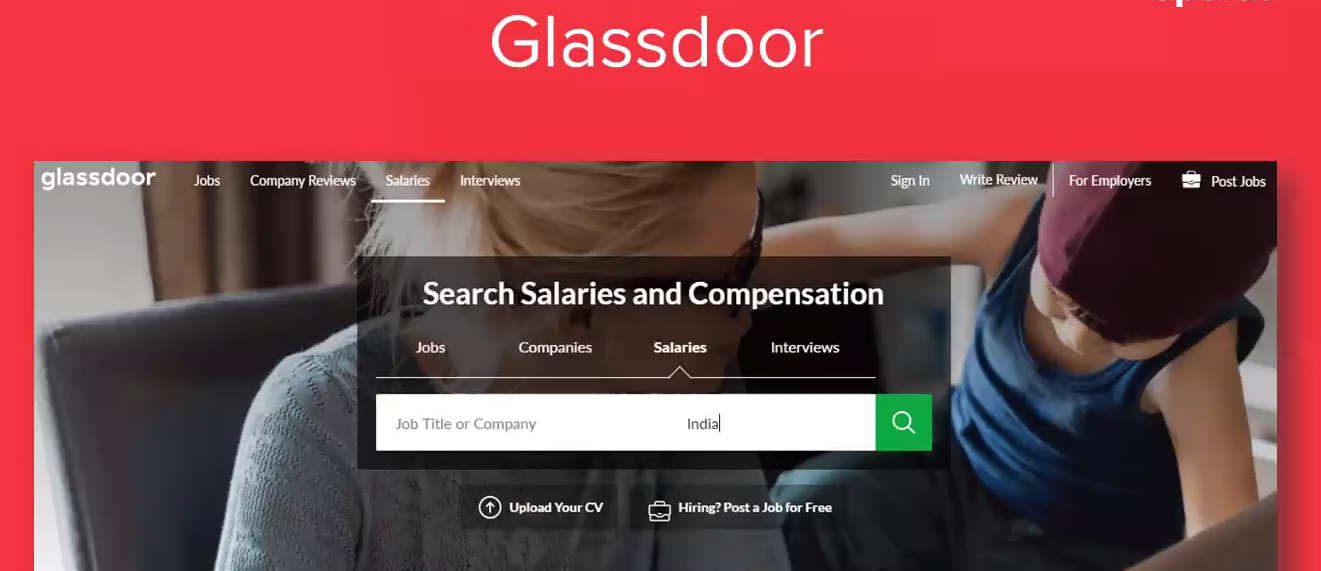 Glassdoor
glassdoor Jobs Company Reviews Salaries Interviews Sign In Write Review For Employers Post Jobs
Search Salaries and Compensation
Jobs Companies Salaries Interviews
Job Title or Company India
Upload Your CV Hiring? Post a Job for Free